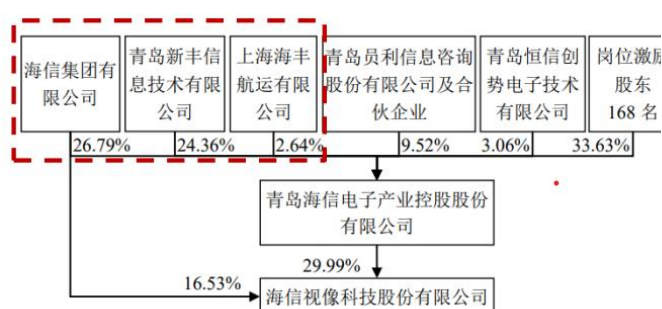 海信集团有
限公司
青岛新丰信
息技术有限
公司
上海海丰
航运有限
公司
青岛员利信息咨询
股份有限公司及合
伙企业
青岛恒信创
势电子技术
有限公司
岗位激励
股东
168 名
26.79%
24.36%
2.64%
9.52%
3.06%
33.63%
青岛海信电子产业控股股份
有限公司
29.99%
16.53%
海信视像科技股份有限公司